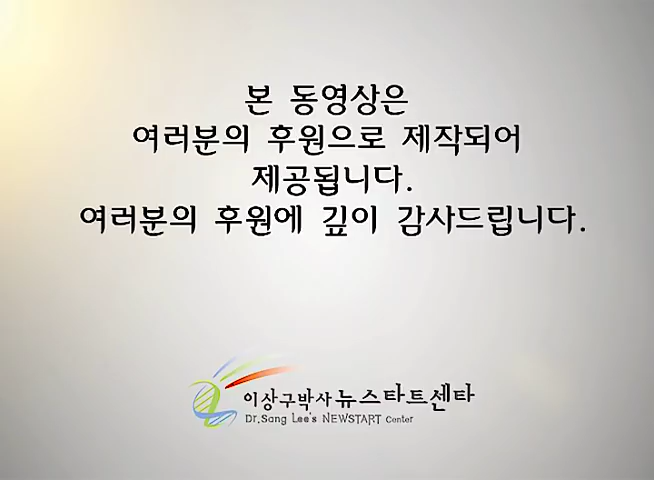 본 동영상은
여러분의 후원으로 제작되어
제공됩니다.
여러분의 후원에 깊이 감사드립니다.
이상구박사 뉴스타트센타
Dr.Sang Lee's NEWSTART Center